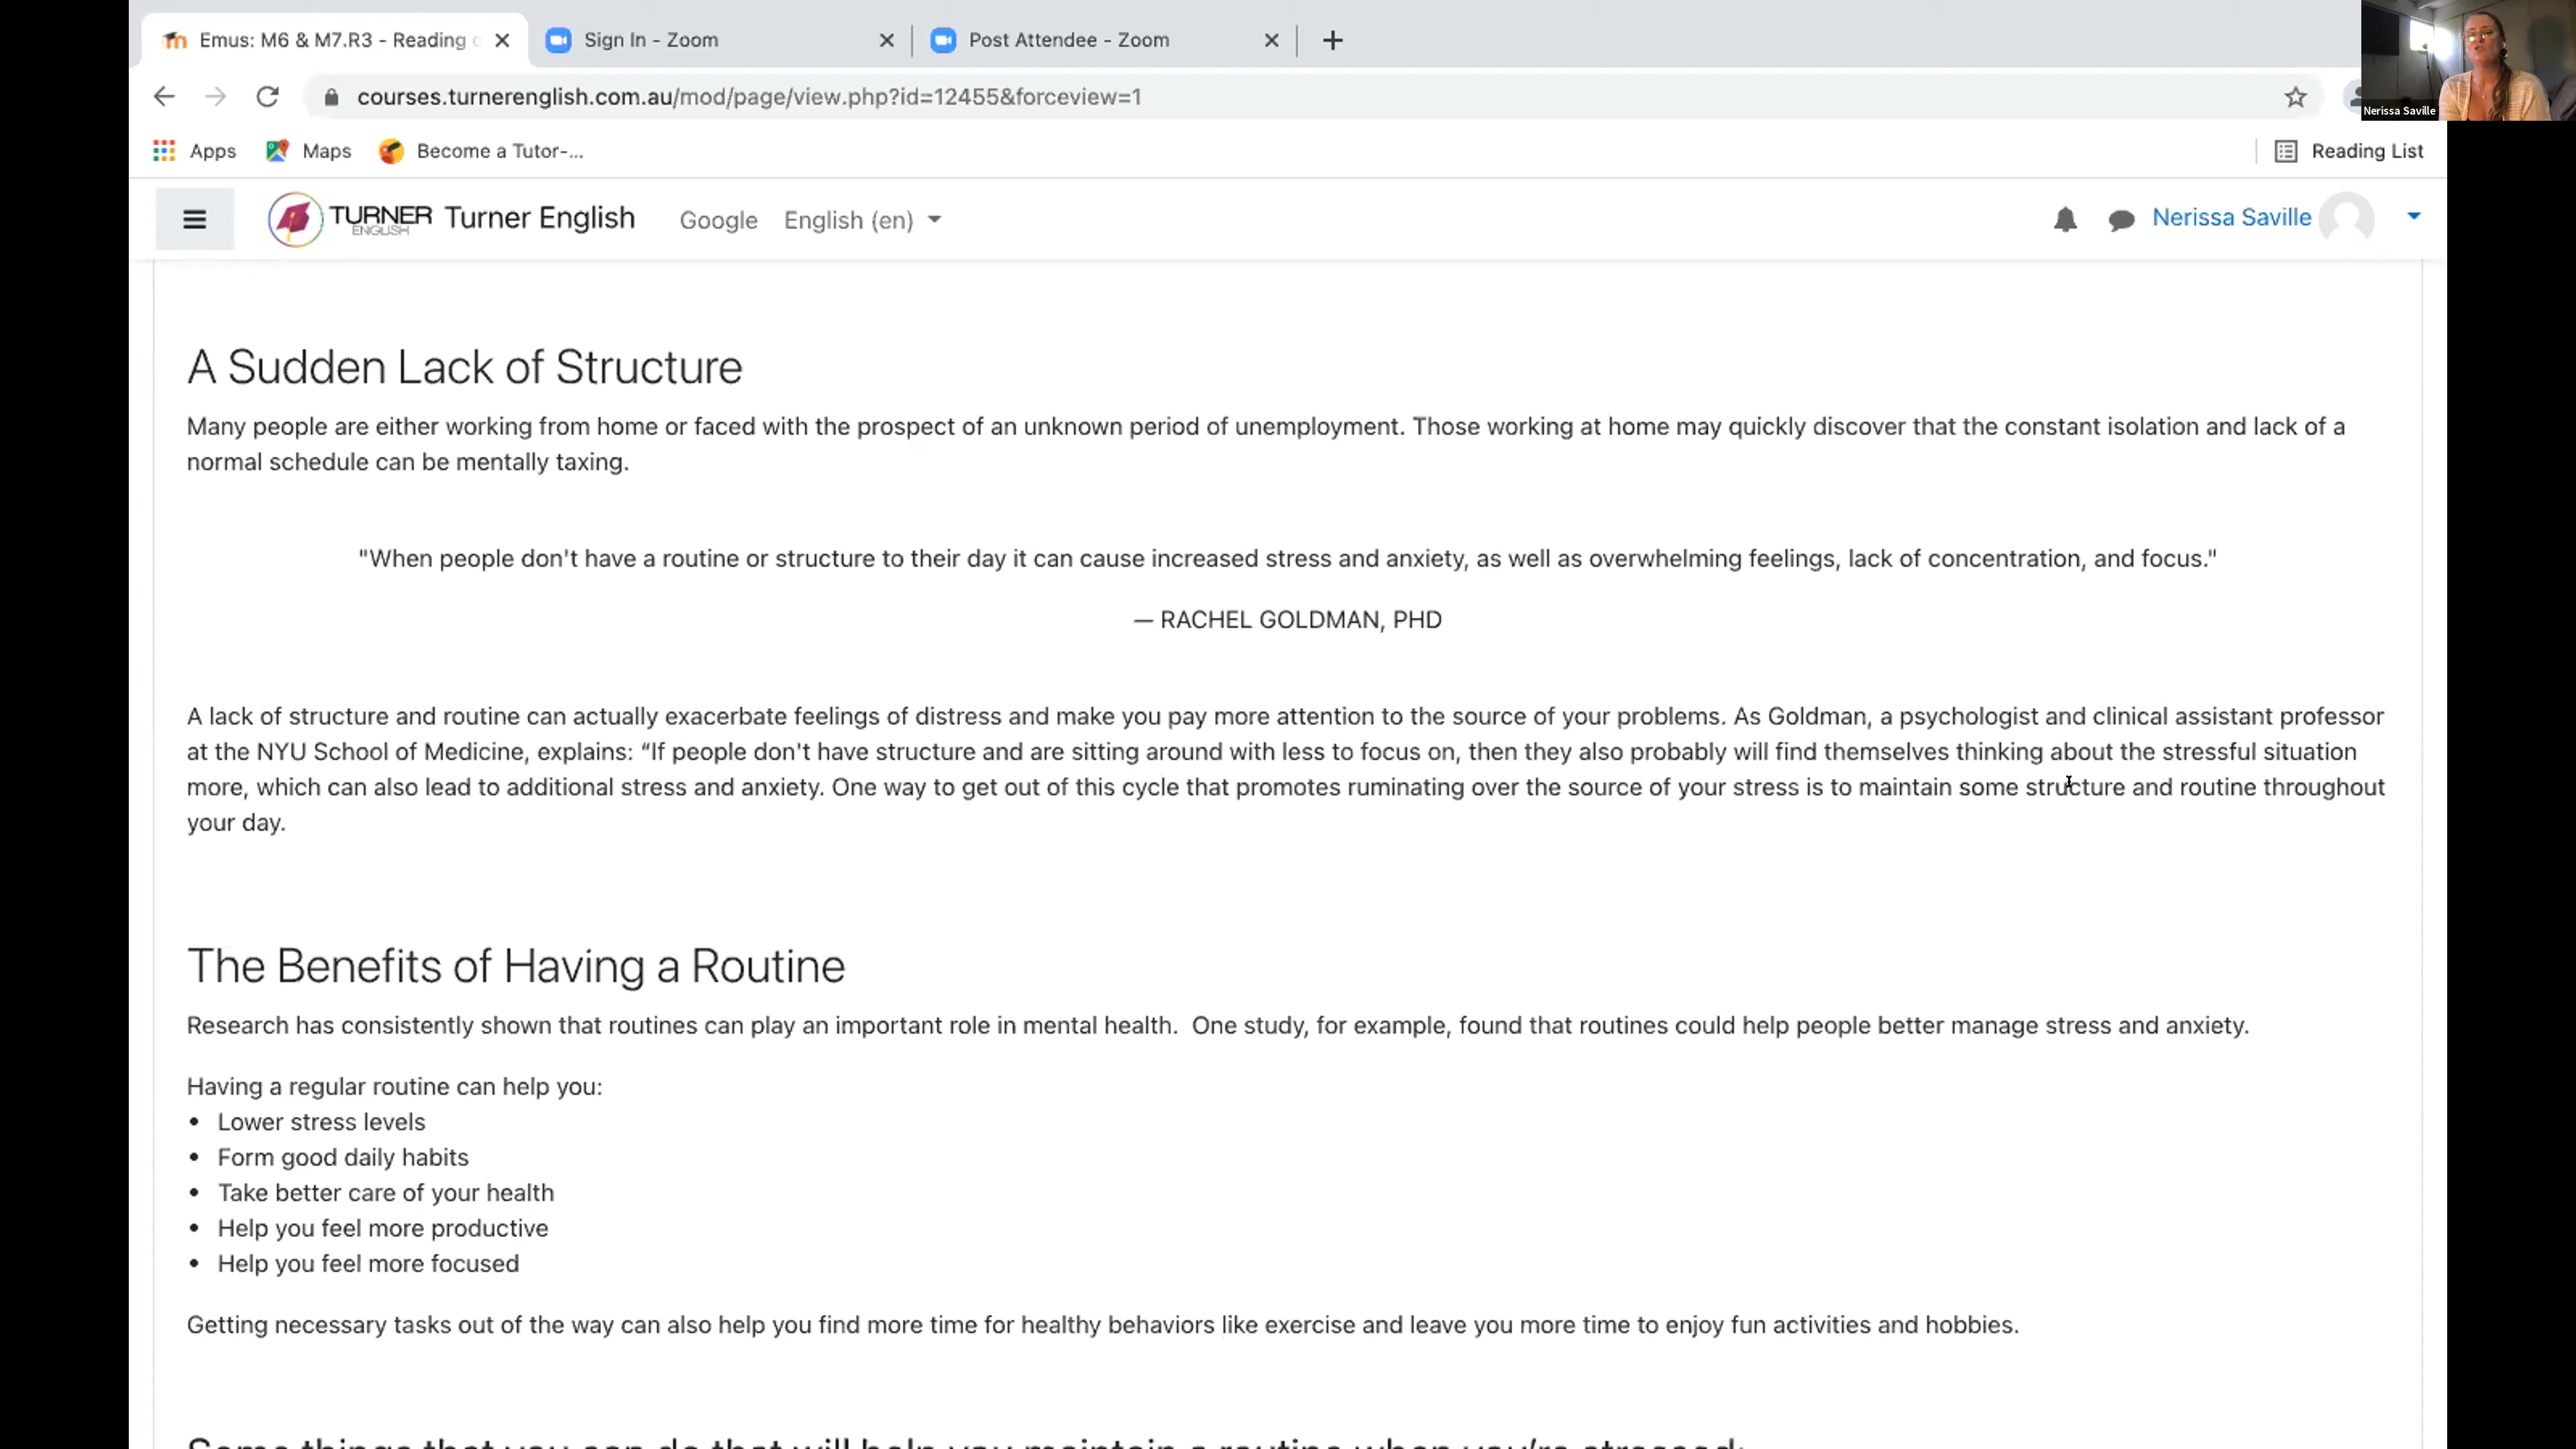 Emus: M6 & M7.R3 - Reading
Sign In - Zoom
Post Attendee - Zoom
courses.turnerenglish.com.au/mod/page/view.php?id=12455&forceview=1
Nerissa Saville
Apps
Maps
Become a Tutor-...
Reading List
TURNER
ENGLISH
Turner English
Google
English (en)
Nerissa Saville
A Sudden Lack of Structure
Many people are either working from home or faced with the prospect of an unknown period of unemployment. Those working at home may quickly discover that the constant isolation and lack of a
normal schedule can be mentally taxing.
"When people don't have a routine or structure to their day it can cause increased stress and anxiety, as well as overwhelming feelings, lack of concentration, and focus."
— RACHEL GOLDMAN, PHD
A lack of structure and routine can actually exacerbate feelings of distress and make you pay more attention to the source of your problems. As Goldman, a psychologist and clinical assistant professor
at the NYU School of Medicine, explains: “If people don't have structure and are sitting around with less to focus on, then they also probably will find themselves thinking about the stressful situation
more, which can also lead to additional stress and anxiety. One way to get out of this cycle that promotes ruminating over the source of your stress is to maintain some structure and routine throughout
your day.
The Benefits of Having a Routine
Research has consistently shown that routines can play an important role in mental health.  One study, for example, found that routines could help people better manage stress and anxiety.
Having a regular routine can help you:
• Lower stress levels
• Form good daily habits
• Take better care of your health
• Help you feel more productive
• Help you feel more focused
Getting necessary tasks out of the way can also help you find more time for healthy behaviors like exercise and leave you more time to enjoy fun activities and hobbies.
Some things that you can do that will help you maintain a routine when you're stressed: